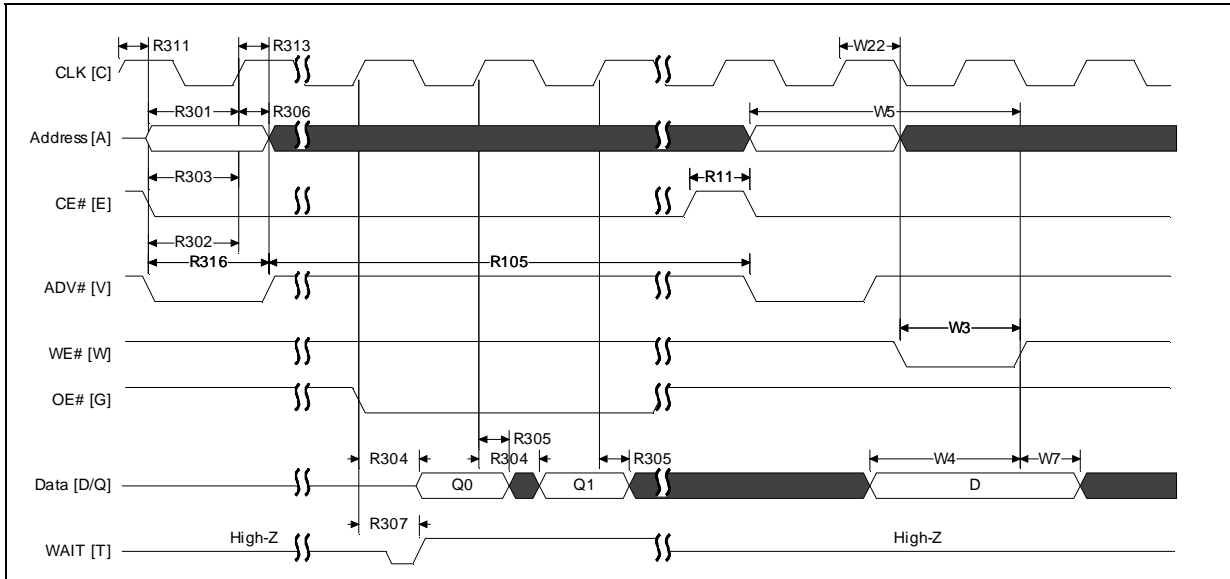 R311 R313 W22
CLK [C]
R301 R306 W5
Address [A]
R303 R11
CE# [E]
R302
R316 R105
ADV# [V]
W3
WE# [W]
OE# [G]
R305
R304 R304 R305 W4 W7
Data [D/Q] Q0 Q1 D
R307
High-Z High-Z
WAIT [T]